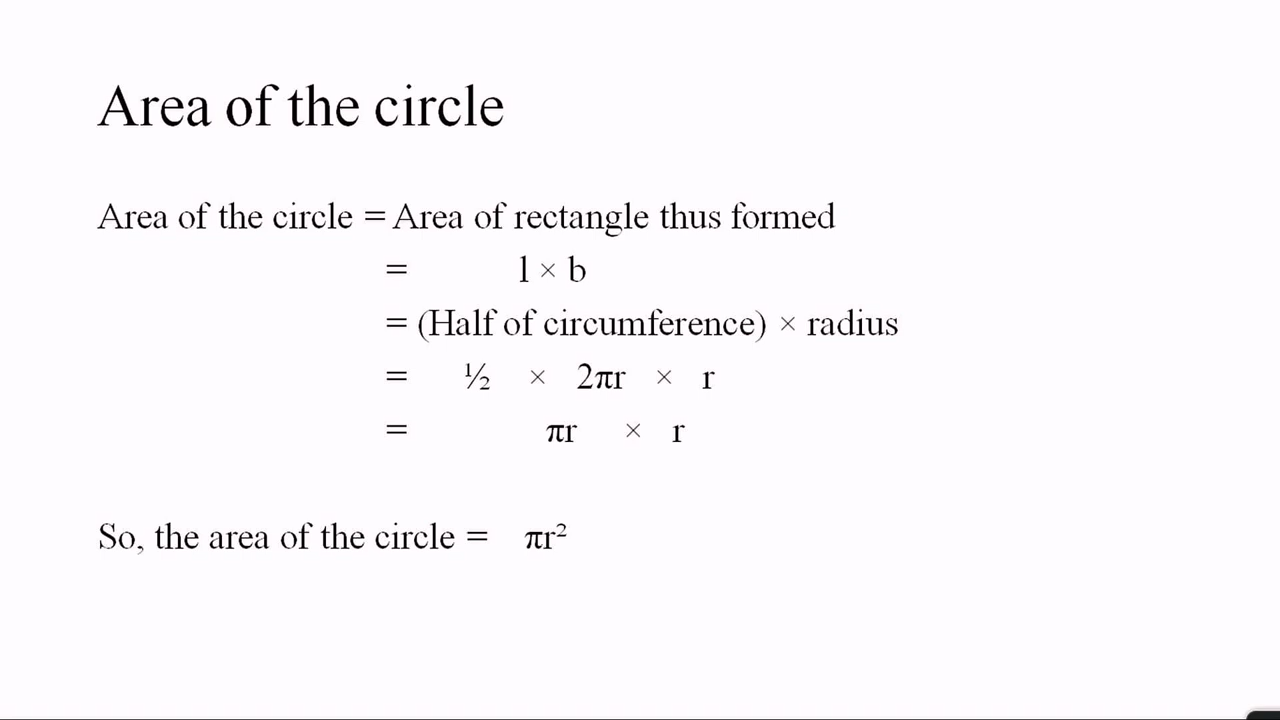 Area of the circle
Area of the circle = Area of rectangle thus formed
= l × b
= (Half of circumference) × radius
= ½ × 2πr × r
= πr × r
So, the area of the circle = πr²